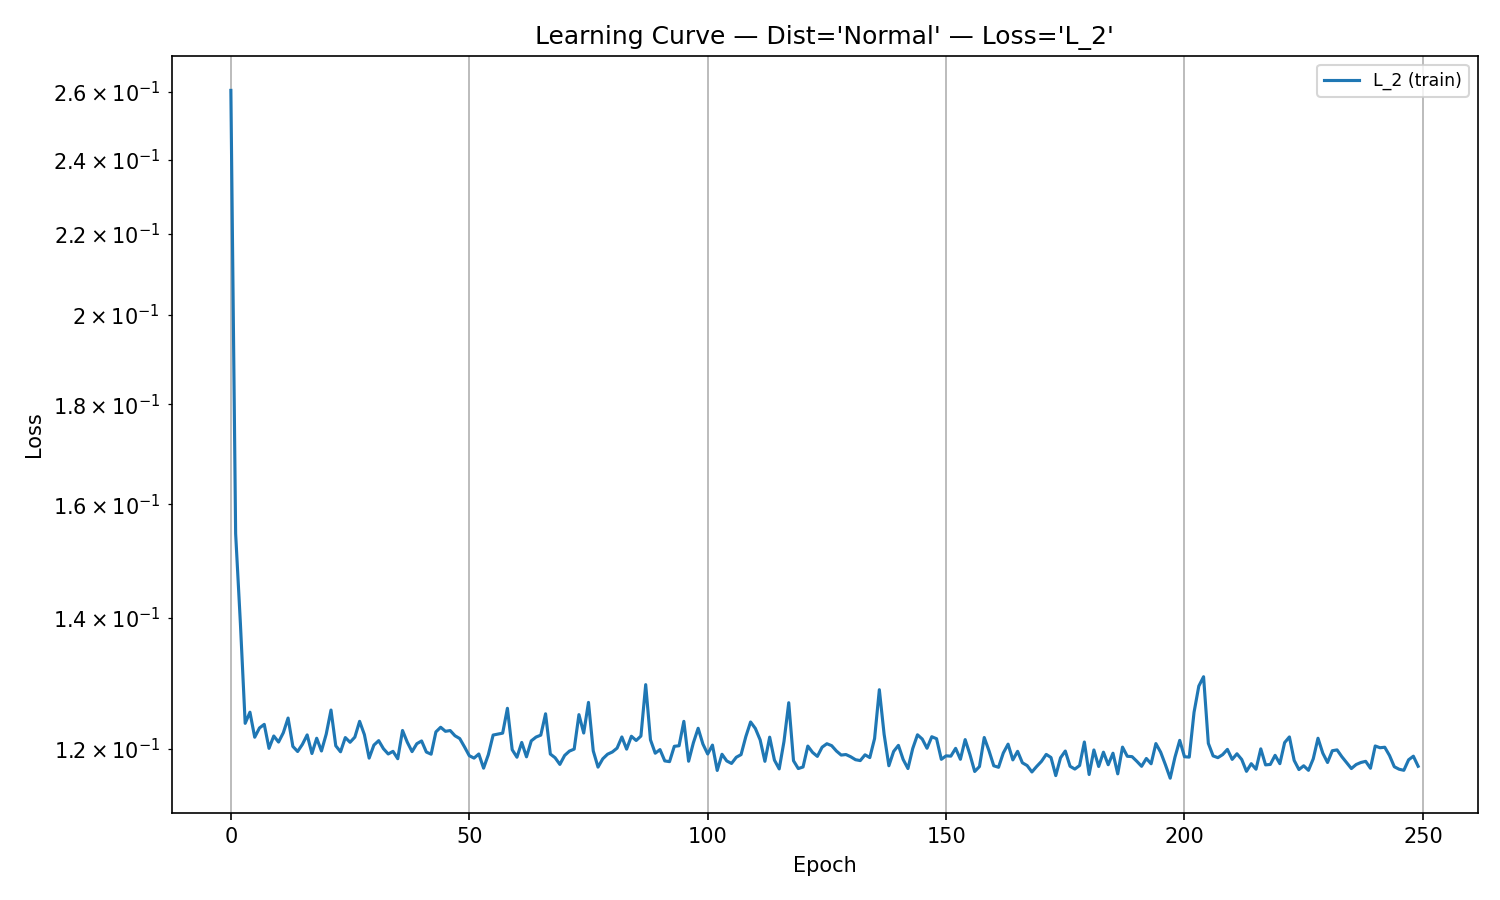 Learning Curve — Dist='Normal' — Loss='L_2'
L_2 (train)
2.6 × 10⁻¹
2.4 × 10⁻¹
2.2 × 10⁻¹
2 × 10⁻¹
1.8 × 10⁻¹
1.6 × 10⁻¹
1.4 × 10⁻¹
1.2 × 10⁻¹
Loss
0 50 100 150 200 250
Epoch